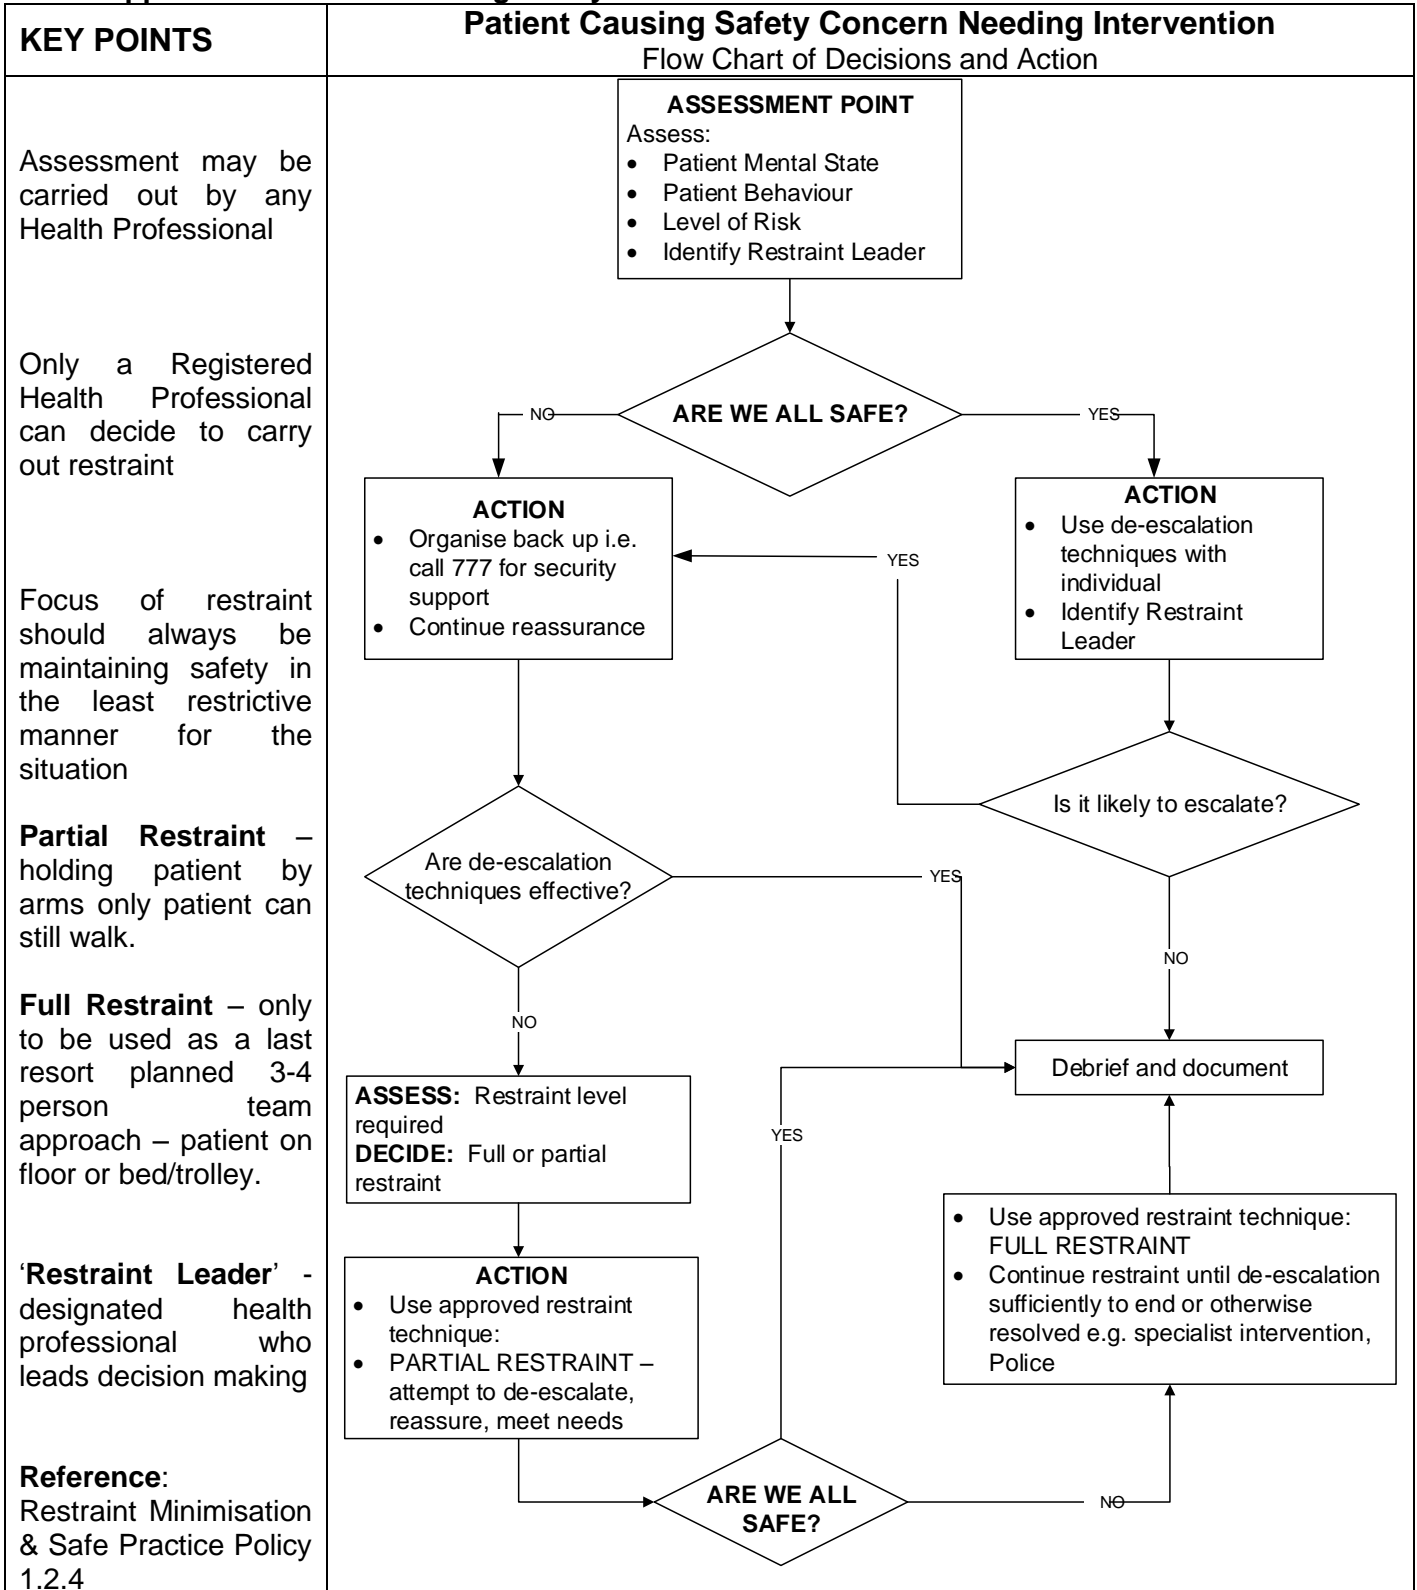 KEY POINTS
Patient Causing Safety Concern Needing Intervention
Flow Chart of Decisions and Action
Assessment may be
carried out by any
Health Professional
Only a Registered
Health Professional
can decide to carry
out restraint
Focus of restraint
should always be
maintaining safety in
the least restrictive
manner for the
situation
Partial Restraint –
holding patient by
arms only patient can
still walk.
Full Restraint – only
to be used as a last
resort planned 3-4
person team
approach – patient on
floor or bed/trolley.
‘Restraint Leader’ -
designated health
professional who
leads decision making
Reference:
Restraint Minimisation
& Safe Practice Policy
1.2.4
ASSESSMENT POINT
Assess:
• Patient Mental State
• Patient Behaviour
• Level of Risk
• Identify Restraint Leader
ARE WE ALL SAFE?
NO
YES
ACTION
• Organise back up i.e.
call 777 for security
support
• Continue reassurance
ACTION
• Use de-escalation
techniques with
individual
• Identify Restraint
Leader
YES
Is it likely to escalate?
Are de-escalation
techniques effective?
YES
NO
NO
Debrief and document
ASSESS: Restraint level
required
DECIDE: Full or partial
restraint
YES
• Use approved restraint technique:
FULL RESTRAINT
• Continue restraint until de-escalation
sufficiently to end or otherwise
resolved e.g. specialist intervention,
Police
ACTION
• Use approved restraint
technique:
• PARTIAL RESTRAINT –
attempt to de-escalate,
reassure, meet needs
ARE WE ALL
SAFE?
NO